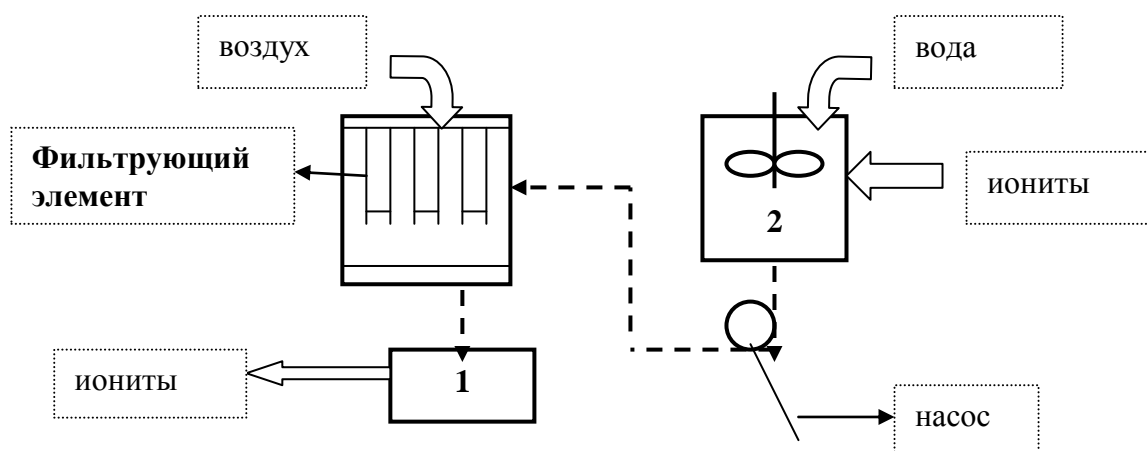 воздух
вода
Фильтрующий
элемент
иониты
2
иониты
1
насос